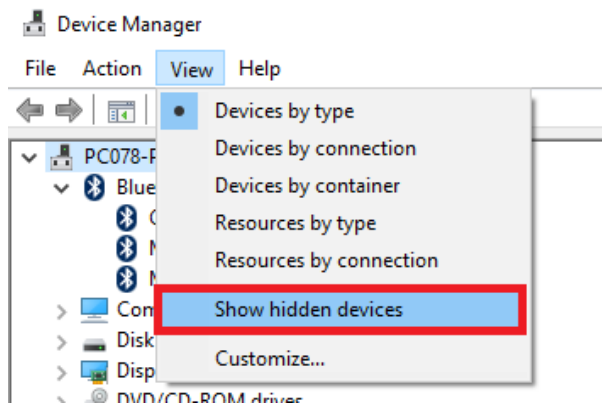 Device Manager
File Action View Help
Devices by type
PC078-
Devices by connection
Blue
Devices by container
Resources by type
Resources by connection
Com
Show hidden devices
Disk
Customize...
Disp
DVD/CD-ROM drives